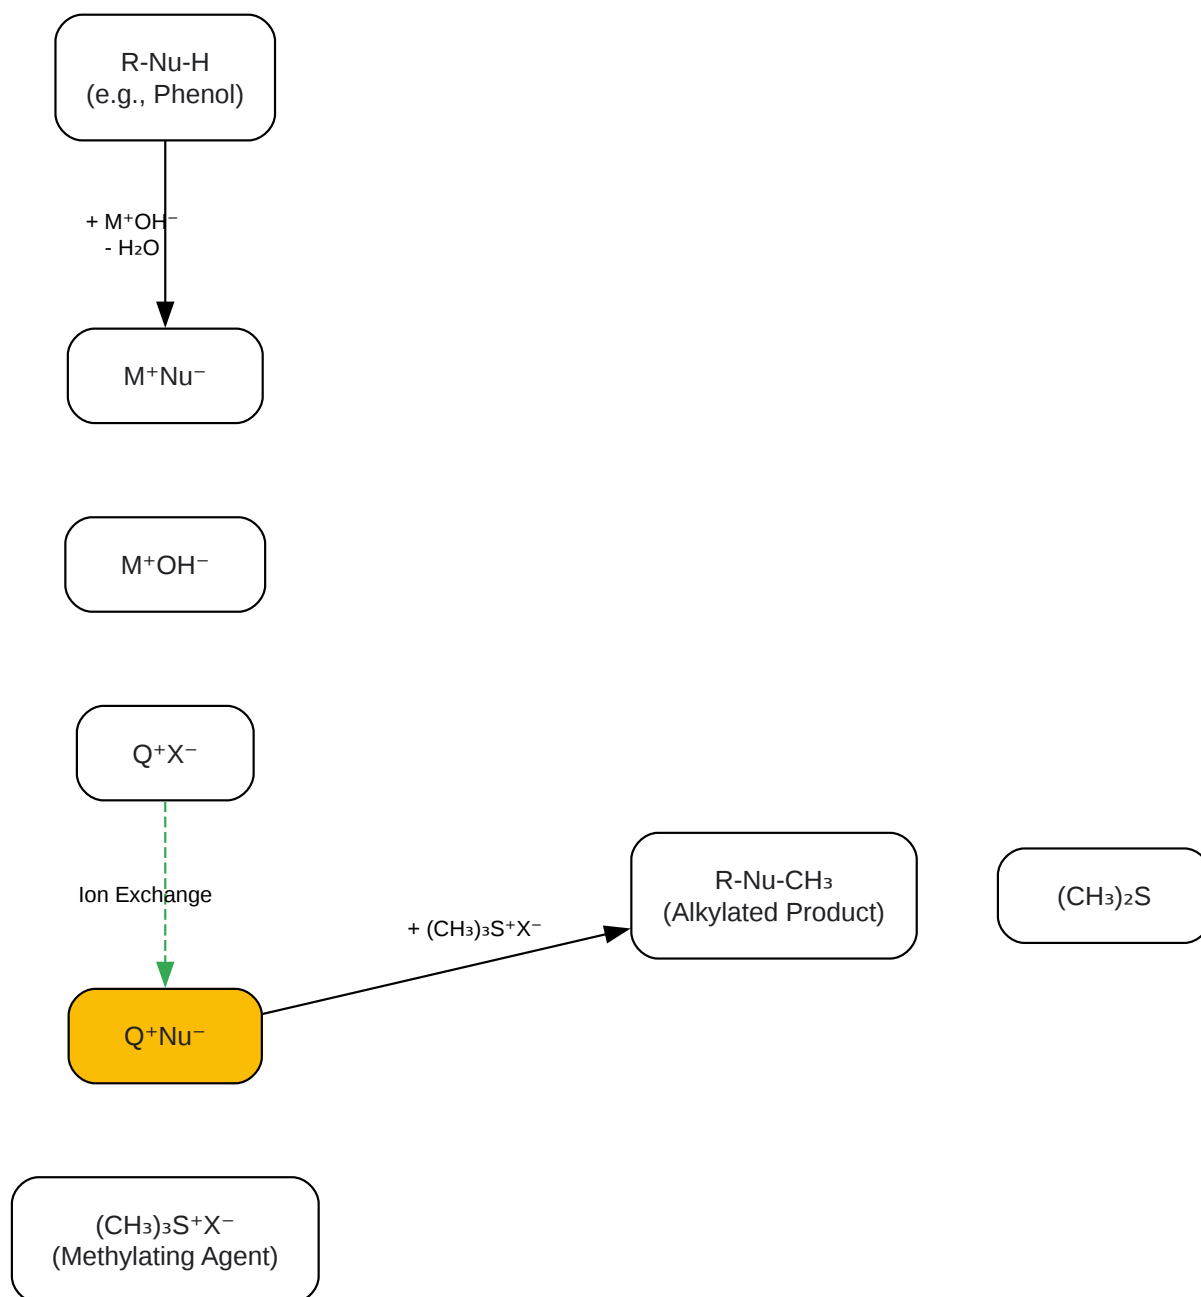 R-Nu-H
(e.g., Phenol)
+ M⁺OH⁻
- H₂O
M⁺Nu⁻
M⁺OH⁻
Q⁺X⁻
Ion Exchange
Q⁺Nu⁻
+ (CH₃)₃S⁺X⁻
R-Nu-CH₃
(Alkylated Product)
(CH₃)₂S
(CH₃)₃S⁺X⁻
(Methylating Agent)